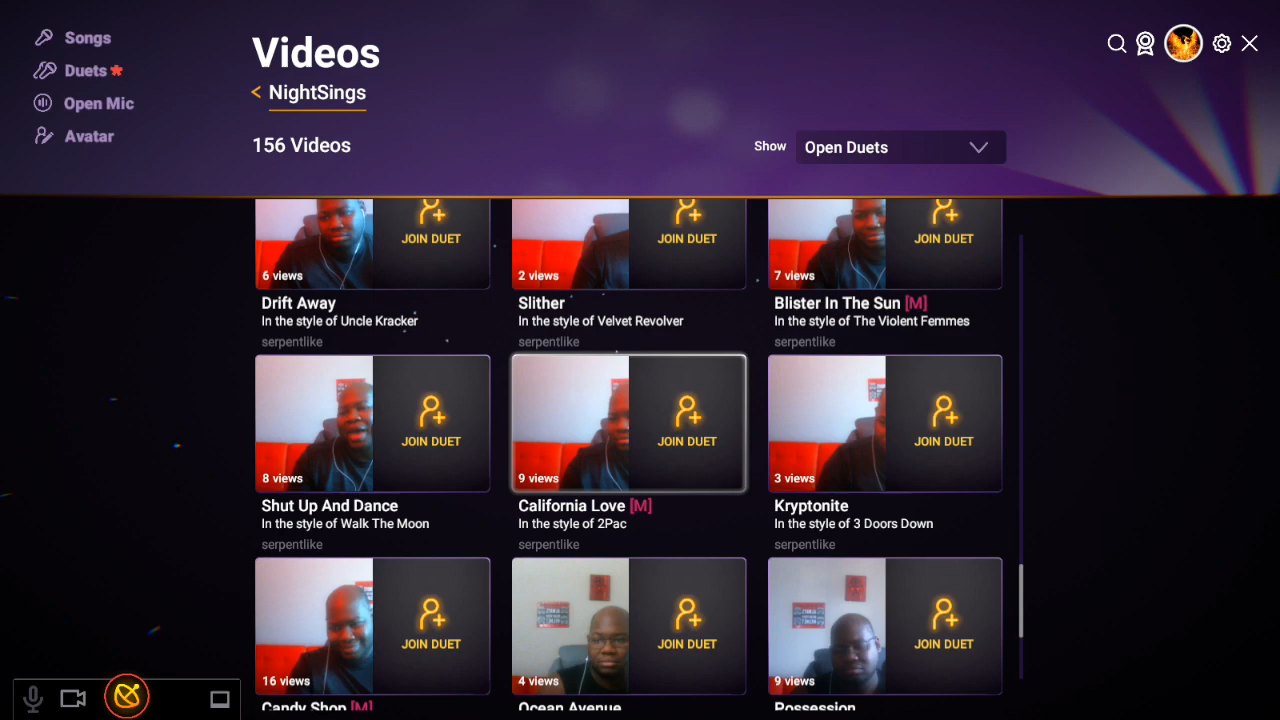 Songs
Duets *
Open Mic
Avatar
Videos
< NightSings
156 Videos
Show
Open Duets
JOIN DUET
JOIN DUET
JOIN DUET
6 views
2 views
7 views
Drift Away
Slither
Blister In The Sun [M]
In the style of Uncle Kracker
In the style of Velvet Revolver
In the style of The Violent Femmes
serpentlike
serpentlike
serpentlike
JOIN DUET
JOIN DUET
JOIN DUET
8 views
9 views
3 views
Shut Up And Dance
California Love [M]
Kryptonite
In the style of Walk The Moon
In the style of 2Pac
In the style of 3 Doors Down
serpentlike
serpentlike
serpentlike
JOIN DUET
JOIN DUET
JOIN DUET
16 views
4 views
9 views
Candy Shop [M]
Ocean Avenue
Possession